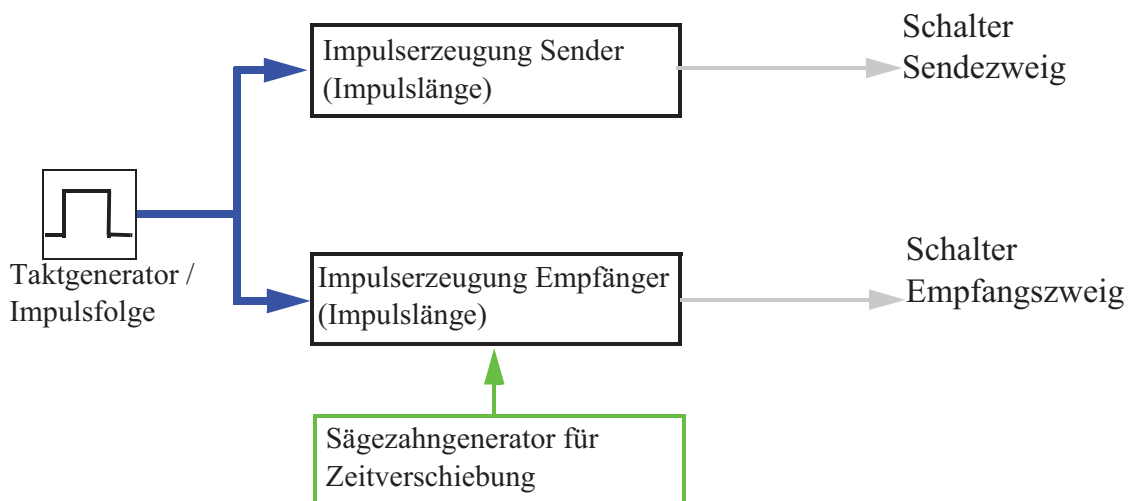 Impulserzeugung Sender
(Impulslänge)
Schalter
Sendezweig
Taktgenerator /
Impulsfolge
Impulserzeugung Empfänger
(Impulslänge)
Schalter
Empfangszweig
Sägezahngenerator für
Zeitverschiebung